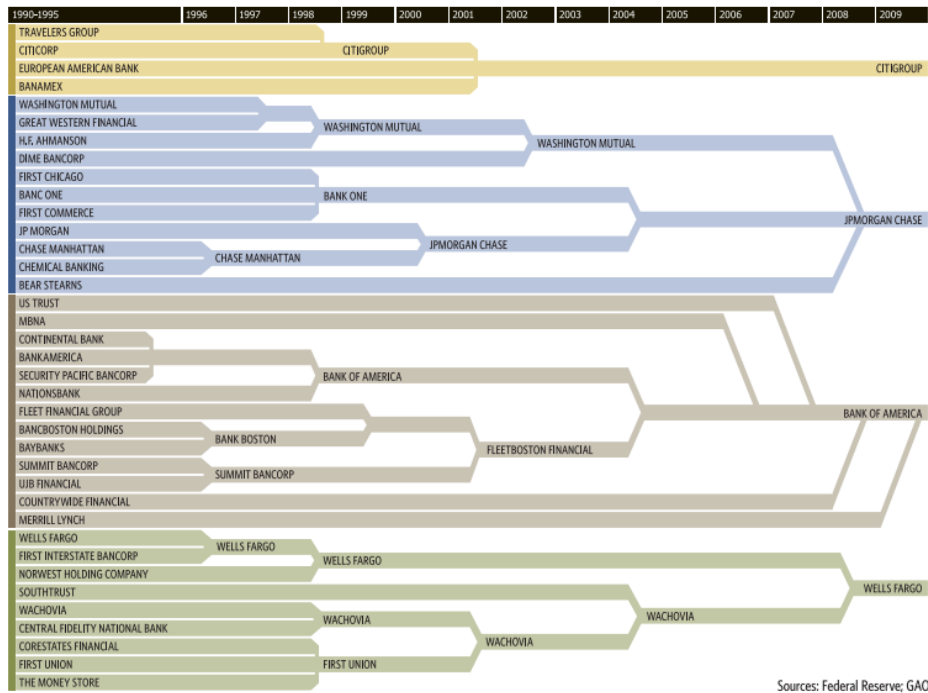 1990-1995 1996 1997 1998 1999 2000 2001 2002 2003 2004 2005 2006 2007 2008 2009
TRAVELERS GROUP
CITICORP CITIGROUP
EUROPEAN AMERICAN BANK CITIGROUP
BANAMEX
WASHINGTON MUTUAL
GREAT WESTERN FINANCIAL WASHINGTON MUTUAL
H.F. AHMANSON WASHINGTON MUTUAL
DIME BANCORP
FIRST CHICAGO
BANC ONE BANK ONE
FIRST COMMERCE JPMORGAN CHASE
JP MORGAN
CHASE MANHATTAN CHASE MANHATTAN JPMORGAN CHASE
CHEMICAL BANKING
BEAR STEARNS
US TRUST
MBNA
CONTINENTAL BANK
BANKAMERICA
SECURITY PACIFIC BANCORP BANK OF AMERICA
NATIONSBANK
FLEET FINANCIAL GROUP BANK OF AMERICA
BANCBOSTON HOLDINGS BANK BOSTON
BAYBANKS FLEETBOSTON FINANCIAL
SUMMIT BANCORP SUMMIT BANCORP
UJB FINANCIAL
COUNTRYWIDE FINANCIAL
MERRILL LYNCH
WELLS FARGO WELLS FARGO
FIRST INTERSTATE BANCORP WELLS FARGO
NORWEST HOLDING COMPANY
SOUTHTRUST WELLS FARGO
WACHOVIA WACHOVIA WACHOVIA
CENTRAL FIDELITY NATIONAL BANK
CORESTATES FINANCIAL WACHOVIA
FIRST UNION FIRST UNION
THE MONEY STORE
Sources: Federal Reserve; GAO